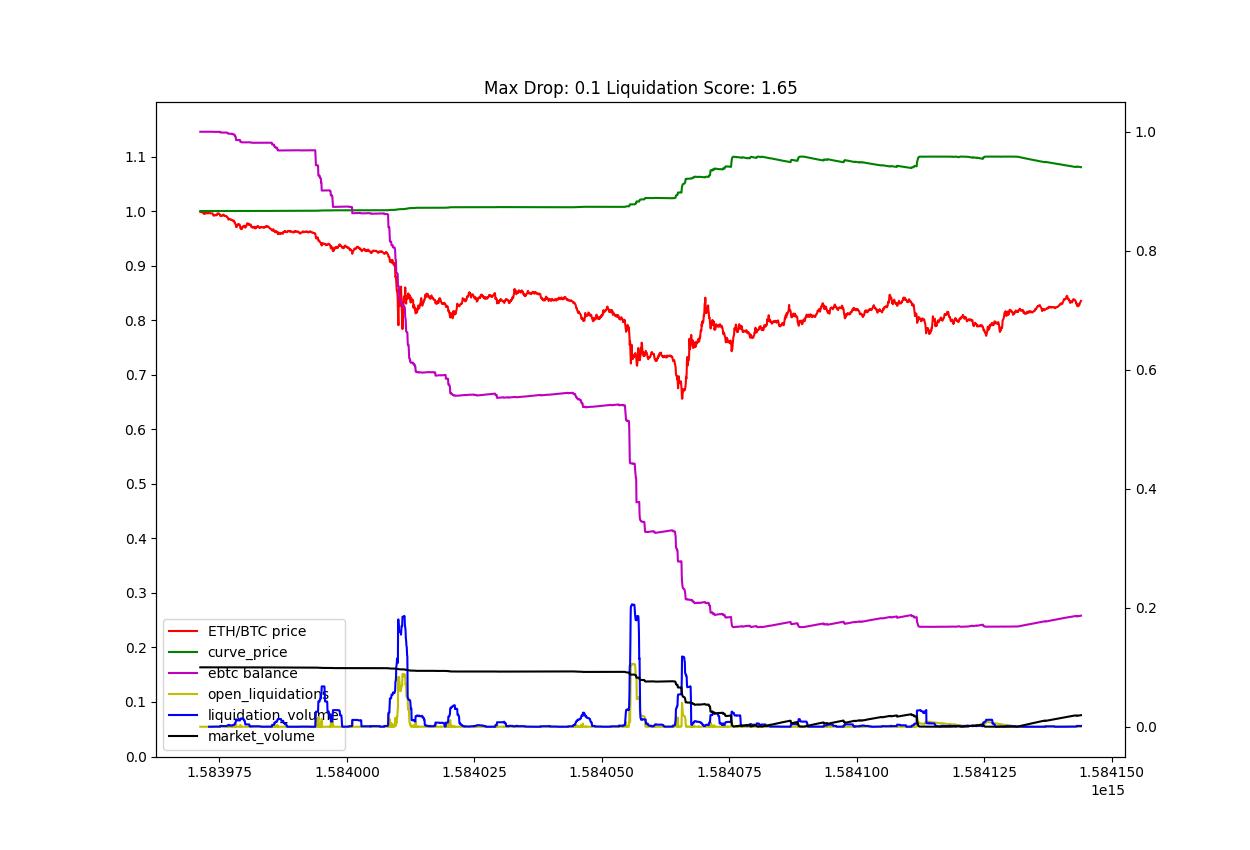 Max Drop: 0.1 Liquidation Score: 1.65
1.1
1.0
0.9
0.8
0.7
0.6
0.5
0.4
0.3
0.2
0.1
0.0
1.0
0.8
0.6
0.4
0.2
0.0
ETH/BTC price
curve_price
ebtc balance
open_liquidations
liquidation_volume
market_volume
1.583975 1.584000 1.584025 1.584050 1.584075 1.584100 1.584125 1.584150
1e15